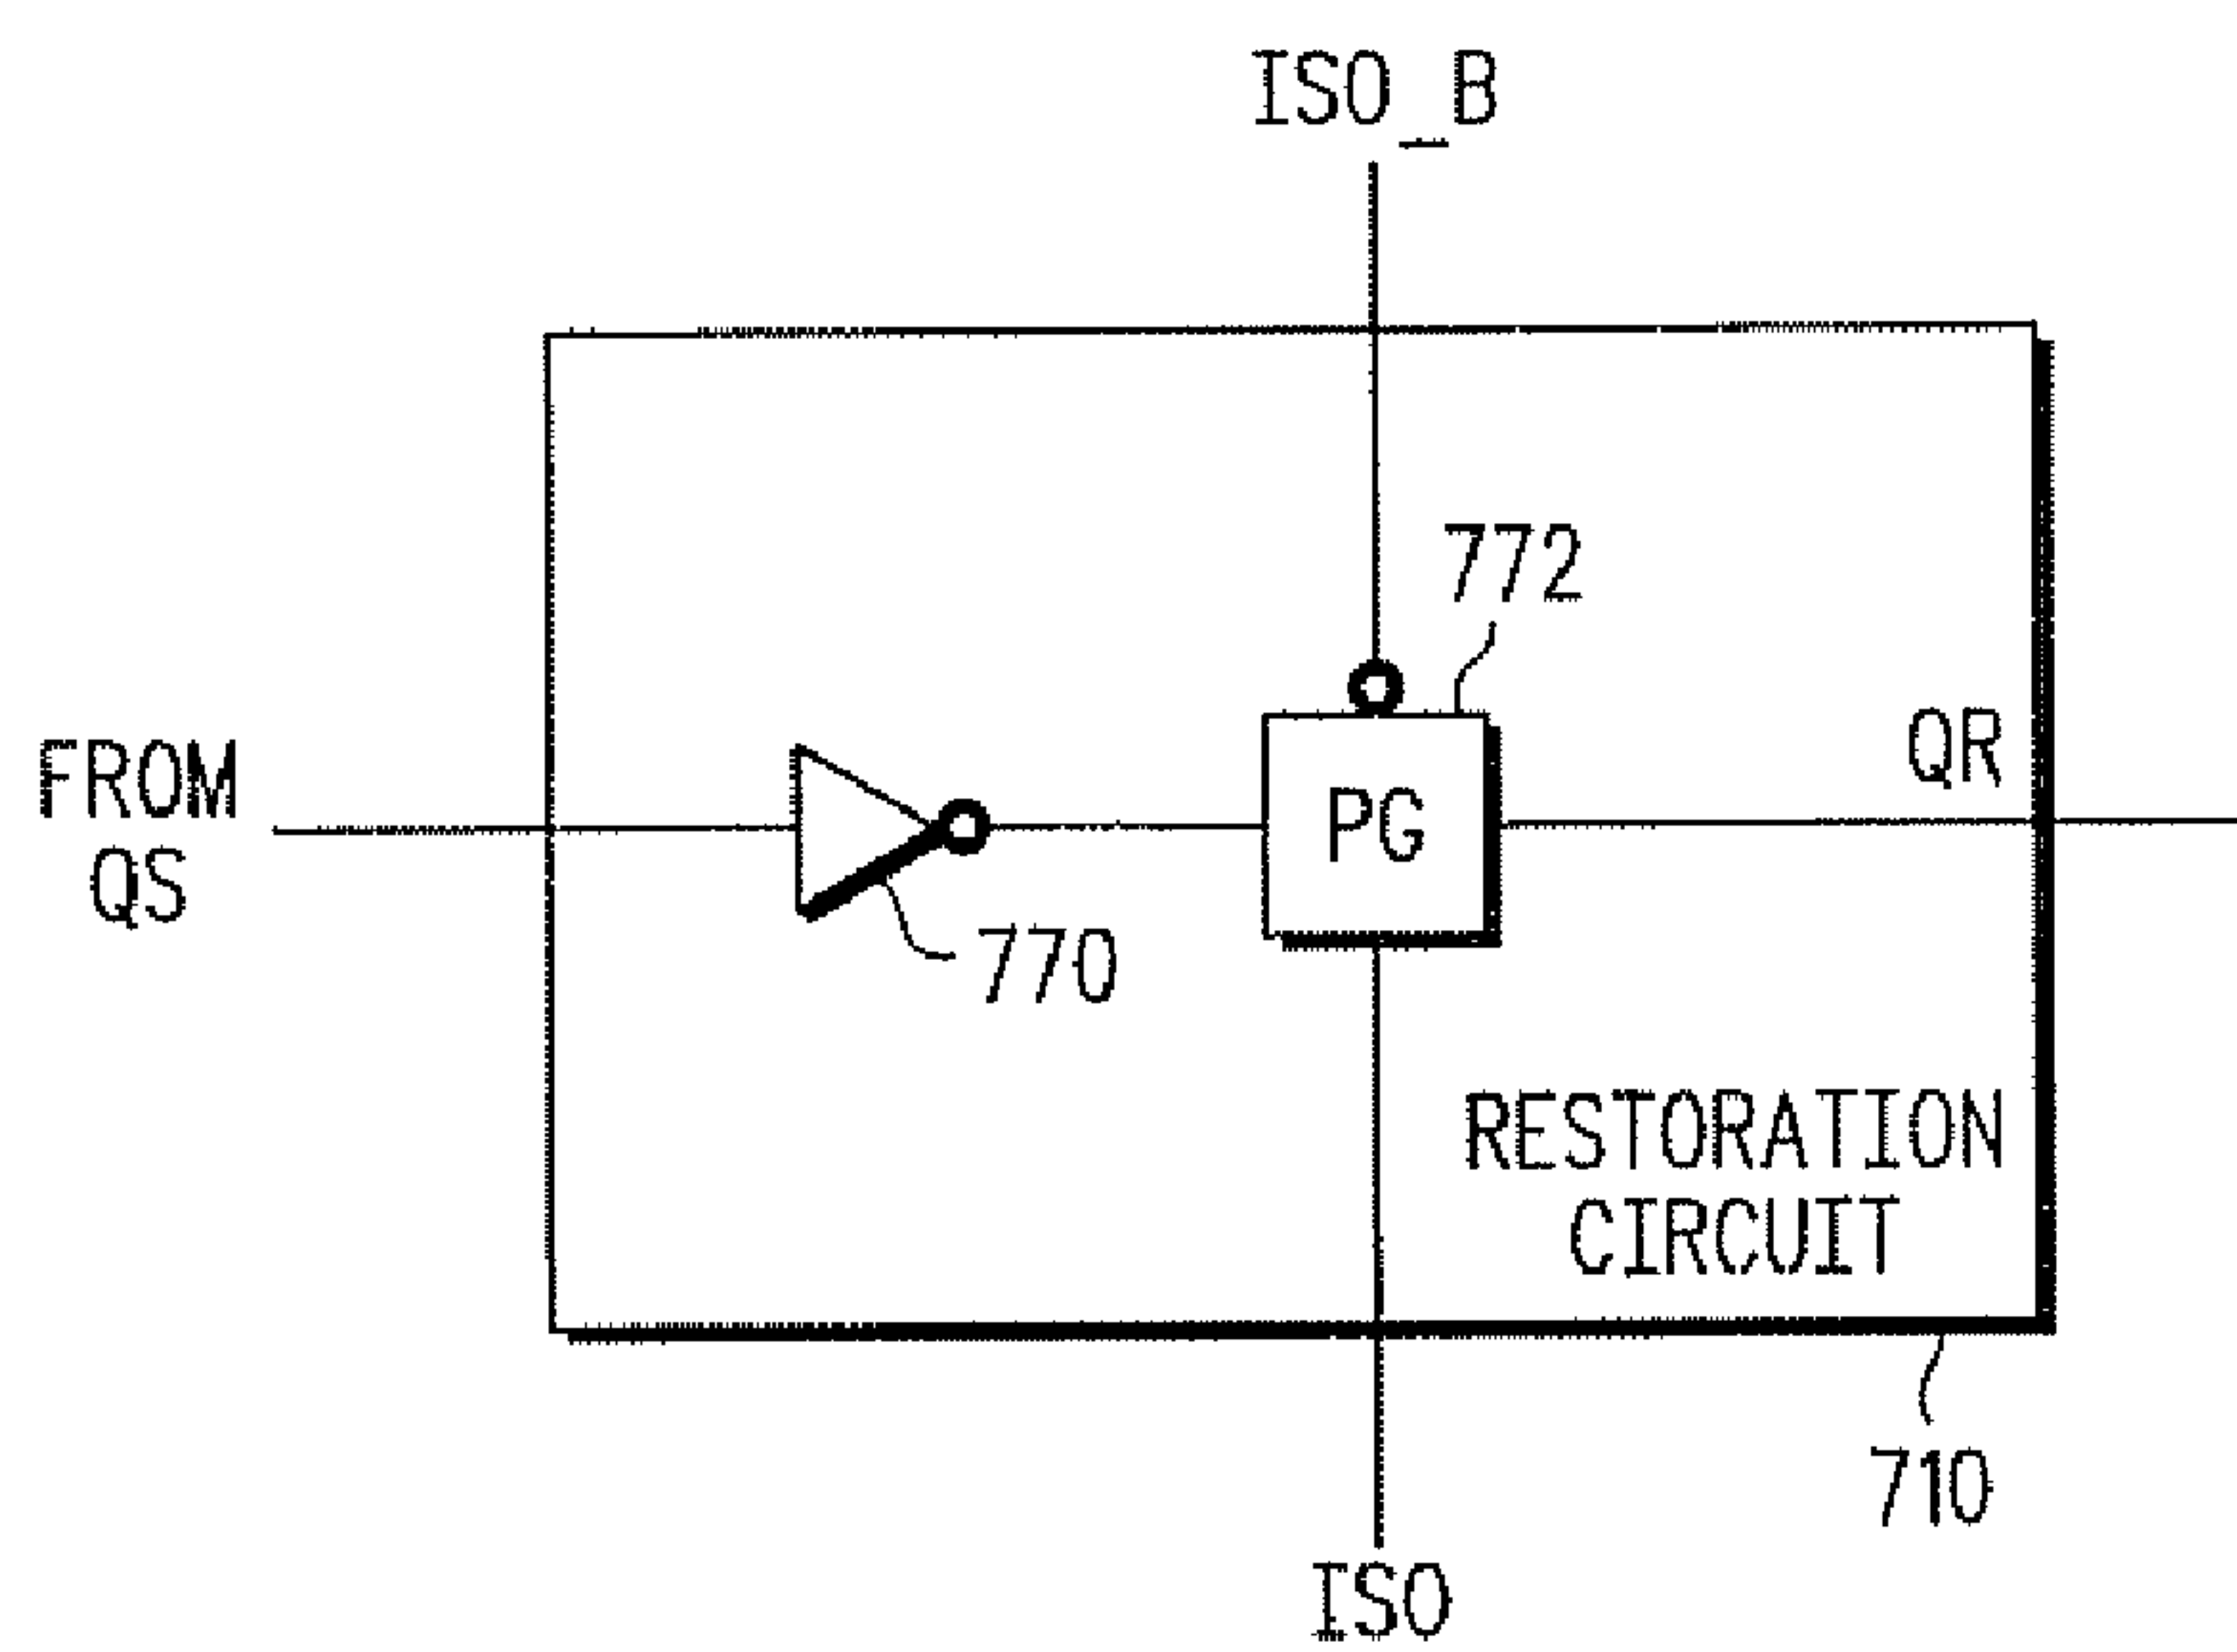 ISO_B
772
FROM
QS
PG
QR
770
RESTORATION
CIRCUIT
710
ISO